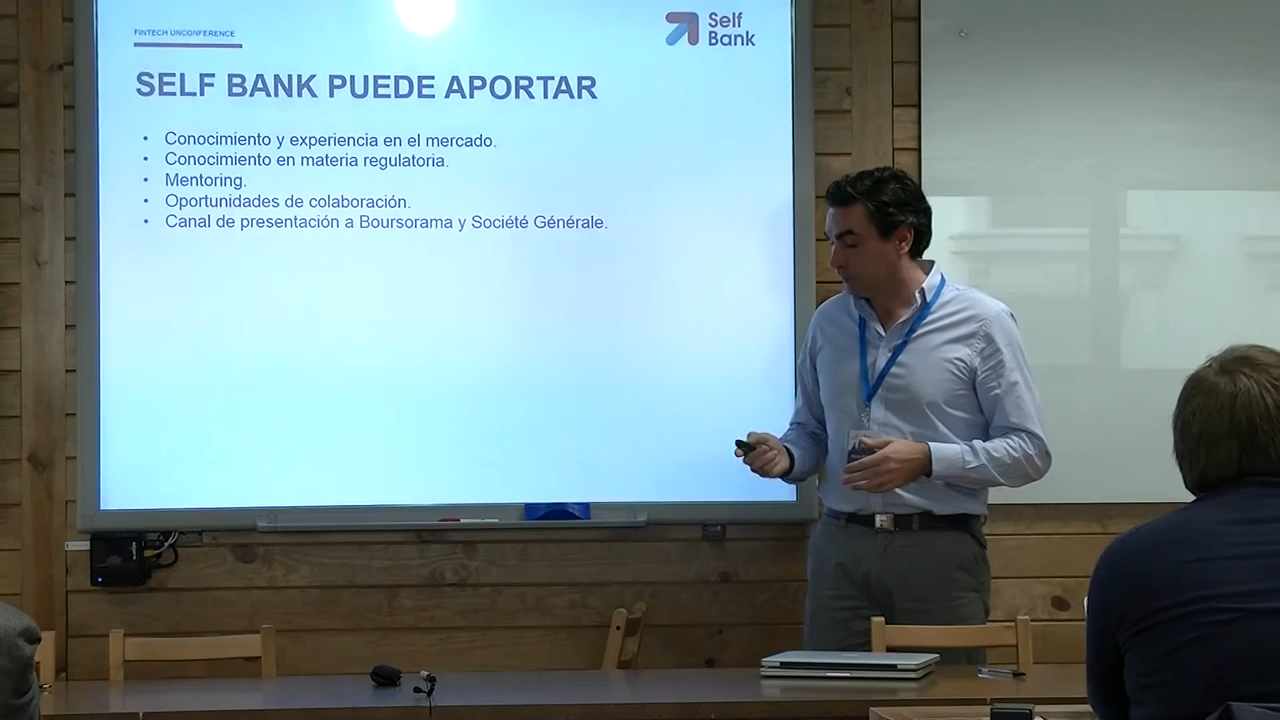 FINTECH UNCONFERENCE
Self
Bank
SELF BANK PUEDE APORTAR
• Conocimiento y experiencia en el mercado.
• Conocimiento en materia regulatoria.
• Mentoring.
• Oportunidades de colaboración.
• Canal de presentación a Boursorama y Société Générale.